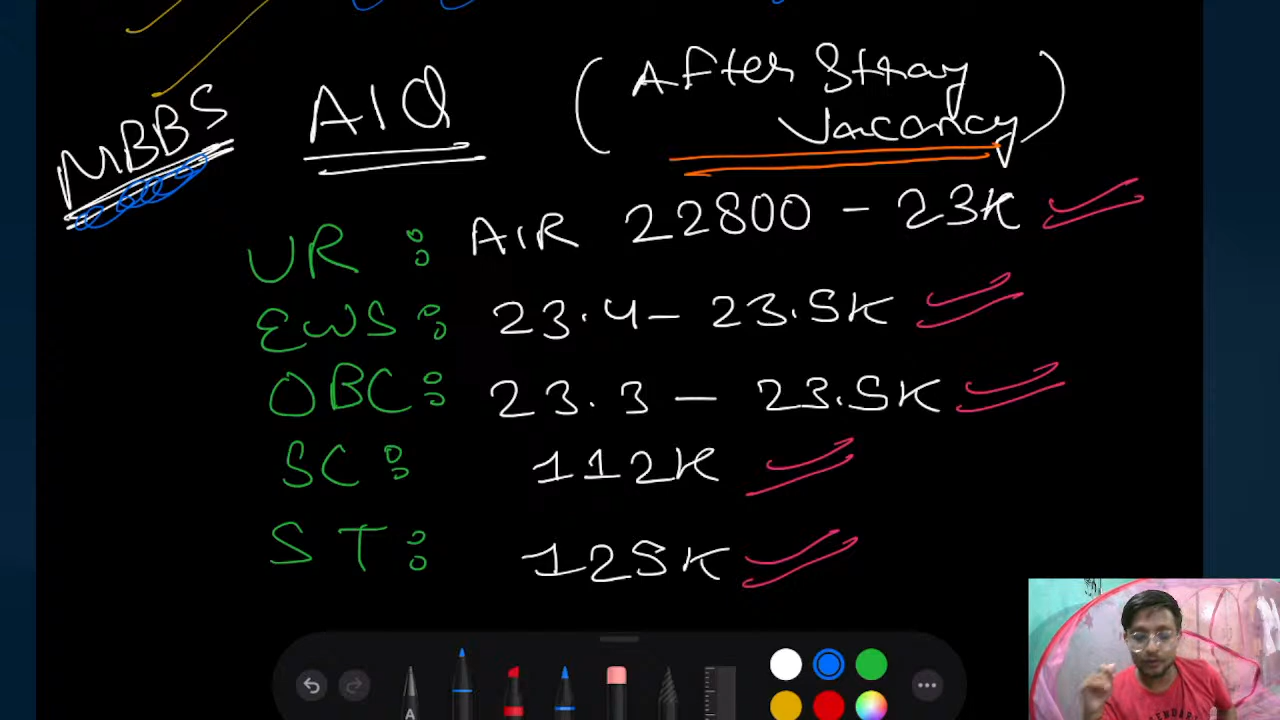 MBBS
AIQ
(After Stray
Vacancy)
UR : AIR 22800 - 23K
EWS : 23.4 - 23.5K
OBC : 23.3 - 23.5K
SC : 112K
ST : 125K
A